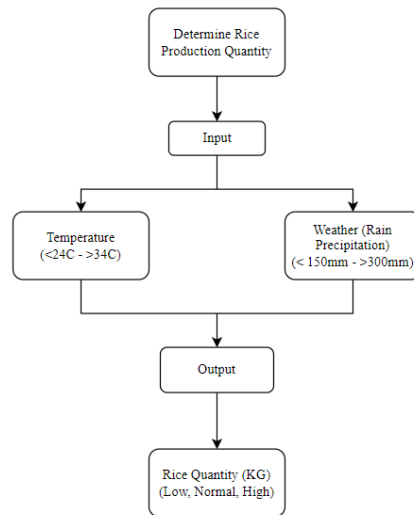 Determine Rice
Production Quantity
Input
Temperature
(<24C - >34C)
Weather (Rain
Precipitation)
(< 150mm - >300mm)
Output
Rice Quantity (KG)
(Low, Normal, High)